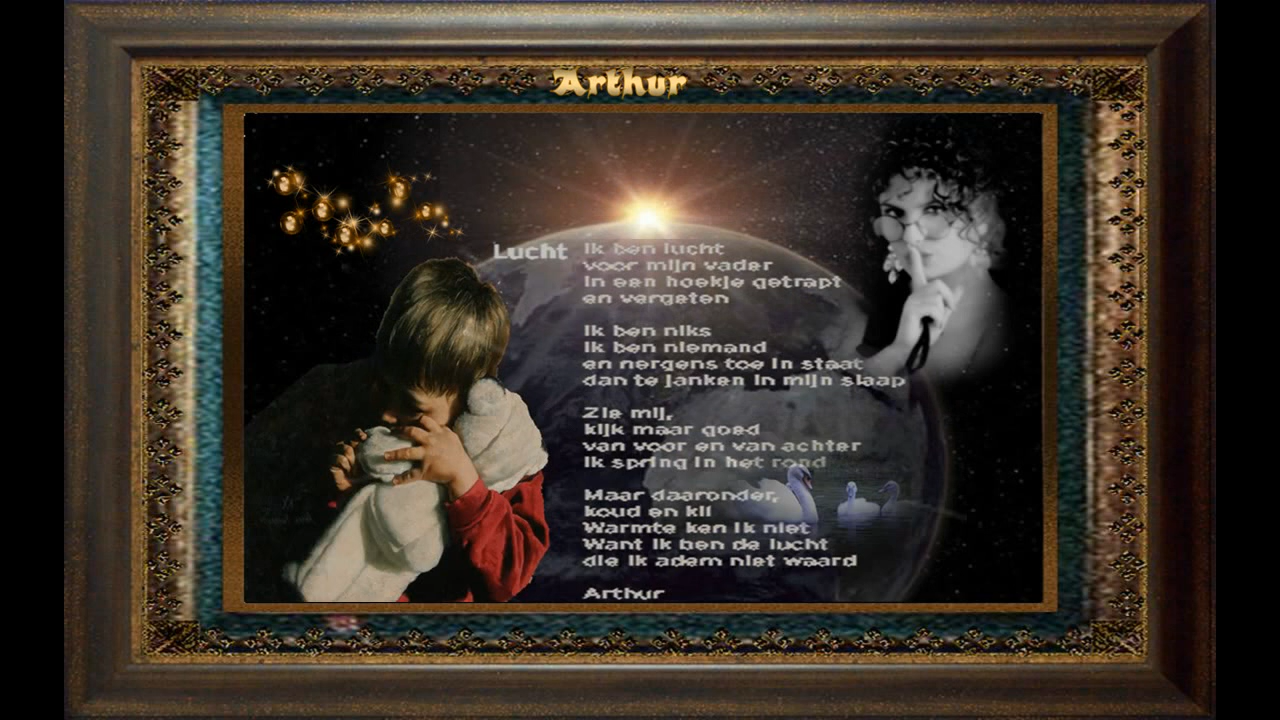 Arthur
Lucht
Ik ben lucht
voor mijn vader
In een hoekje getrapt
en vergeten
Ik ben niks
Ik ben niemand
en nergens toe in staat
dan te janken in mijn slaap
Zie mij,
kijk maar goed
van voor en van achter
Ik spring in het rond
Maar daaronder,
koud en kil
Warmte ken ik niet
Want ik ben de lucht
die ik adem niet waard
Arthur